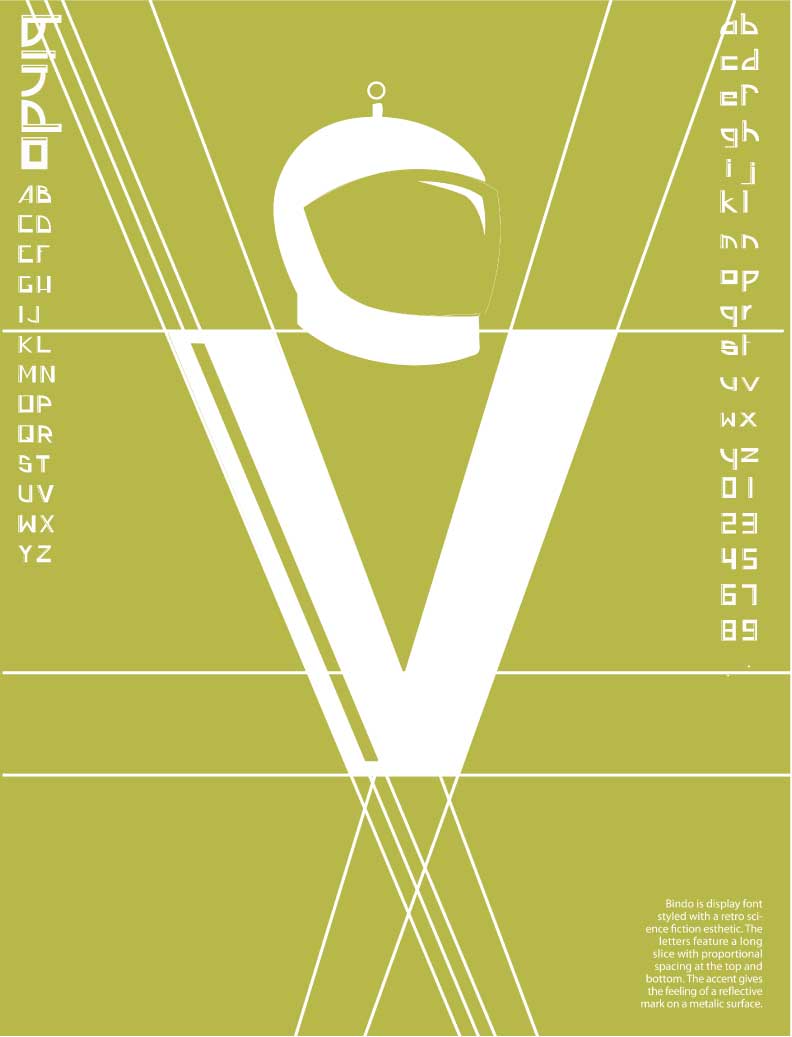 bindo
AB
CD
EF
GH
IJ
KL
MN
OP
QR
ST
UV
WX
YZ
V
ab
cd
ef
gh
ij
kl
mn
op
qr
st
uv
wx
yz
01
23
45
67
89
. .
Bindo is display font
styled with a retro sci-
ence fiction esthetic. The
letters feature a long
slice with proportional
spacing at the top and
bottom. The accent gives
the feeling of a reflective
mark on a metalic surface.